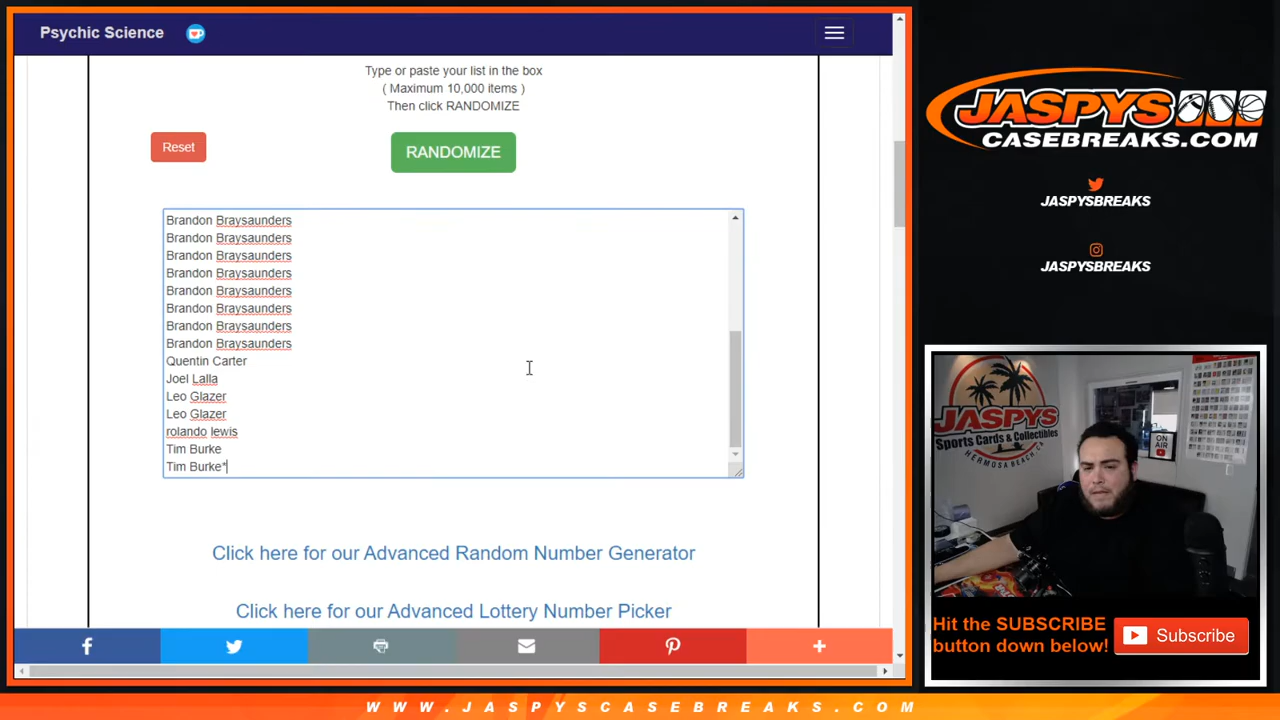 Psychic Science
Type or paste your list in the box
( Maximum 10,000 items )
Then click RANDOMIZE
Reset
RANDOMIZE
Brandon Braysaunders
Brandon Braysaunders
Brandon Braysaunders
Brandon Braysaunders
Brandon Braysaunders
Brandon Braysaunders
Brandon Braysaunders
Brandon Braysaunders
Quentin Carter
Joel Lalla
Leo Glazer
Leo Glazer
rolando lewis
Tim Burke
Tim Burke*
Click here for our Advanced Random Number Generator
Click here for our Advanced Lottery Number Picker
JASPYS
CASEBREAKS.COM
JASPYSBREAKS
JASPYSBREAKS
JASPYS
Sports Cards & Collectibles
HERMOSA BEACH, CA
ON
AIR
Hit the SUBSCRIBE
button down below!
Subscribe
WWW.JASPYSCASEBREAKS.COM